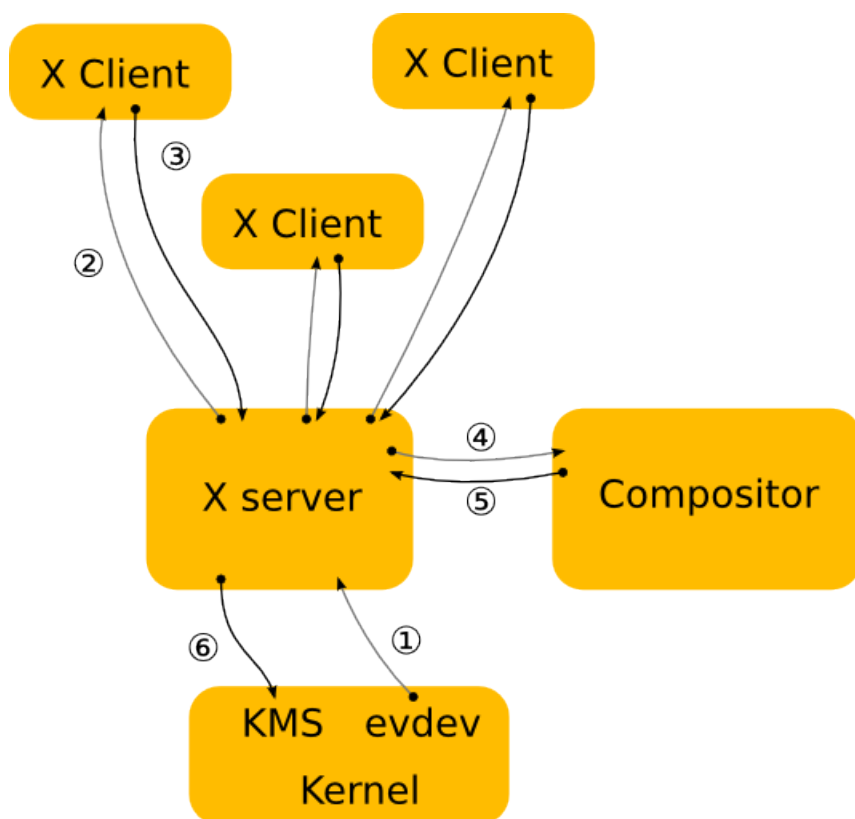 X Client
X Client
③
X Client
②
④
X server
Compositor
⑤
①
⑥
KMS evdev
Kernel